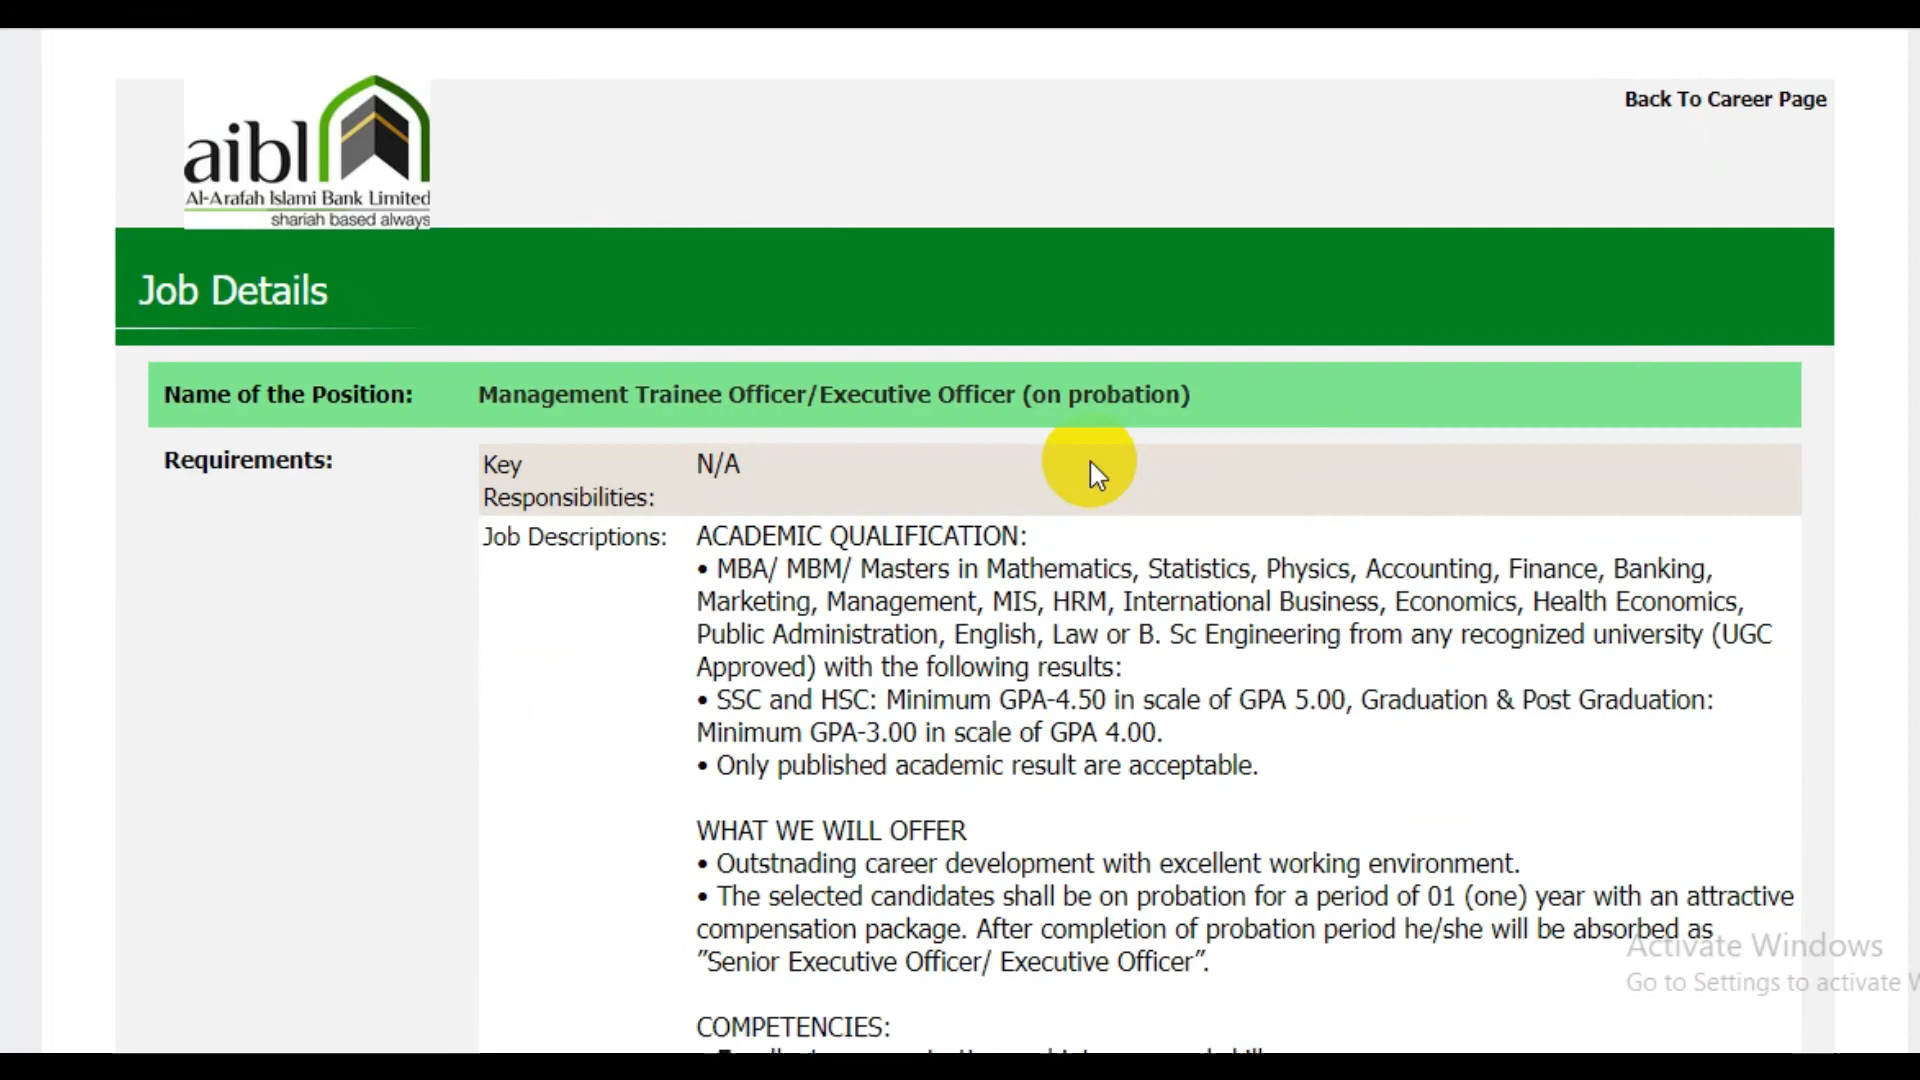 Back To Career Page
aibl
Al-Arafah Islami Bank Limited
shariah based always
Job Details
Name of the Position: Management Trainee Officer/Executive Officer (on probation)
Requirements: Key N/A
Responsibilities:
Job Descriptions: ACADEMIC QUALIFICATION:
• MBA/ MBM/ Masters in Mathematics, Statistics, Physics, Accounting, Finance, Banking,
Marketing, Management, MIS, HRM, International Business, Economics, Health Economics,
Public Administration, English, Law or B. Sc Engineering from any recognized university (UGC
Approved) with the following results:
• SSC and HSC: Minimum GPA-4.50 in scale of GPA 5.00, Graduation & Post Graduation:
Minimum GPA-3.00 in scale of GPA 4.00.
• Only published academic result are acceptable.
WHAT WE WILL OFFER
• Outstnading career development with excellent working environment.
• The selected candidates shall be on probation for a period of 01 (one) year with an attractive
compensation package. After completion of probation period he/she will be absorbed as
”Senior Executive Officer/ Executive Officer”.
Activate Windows
Go to Settings to activate W
COMPETENCIES: